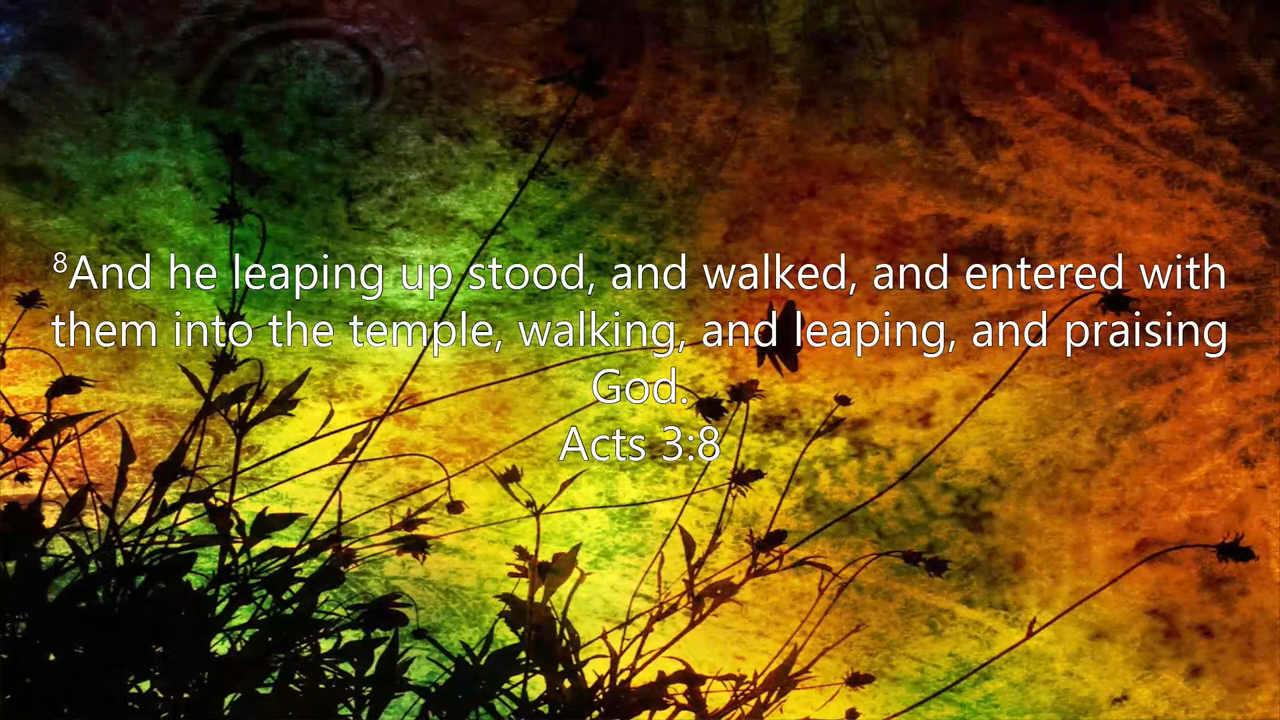 ⁸And he leaping up stood, and walked, and entered with
them into the temple, walking, and leaping, and praising
God.
Acts 3:8